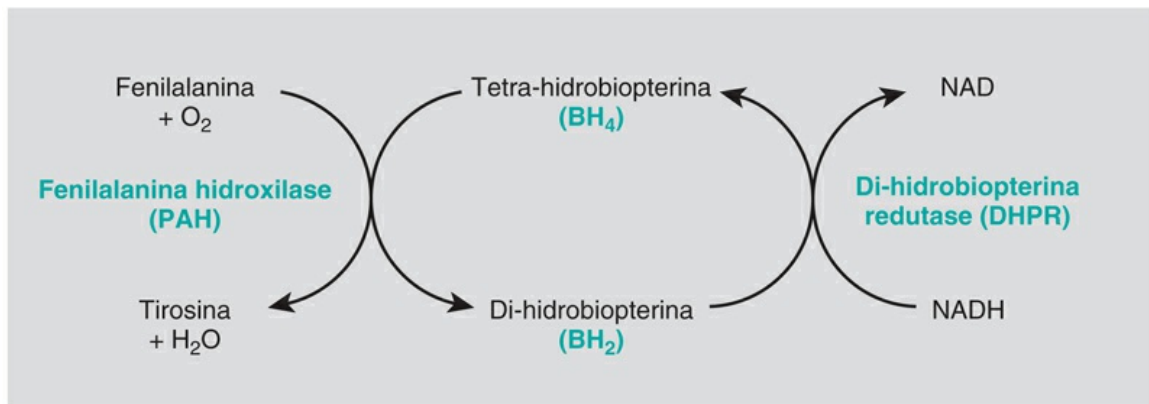 Fenilalanina
+ O₂
Tetra-hidrobiopterina
(BH₄)
NAD
Fenilalanina hidroxilase
(PAH)
Di-hidrobiopterina
redutase (DHPR)
Tirosina
+ H₂O
Di-hidrobiopterina
(BH₂)
NADH